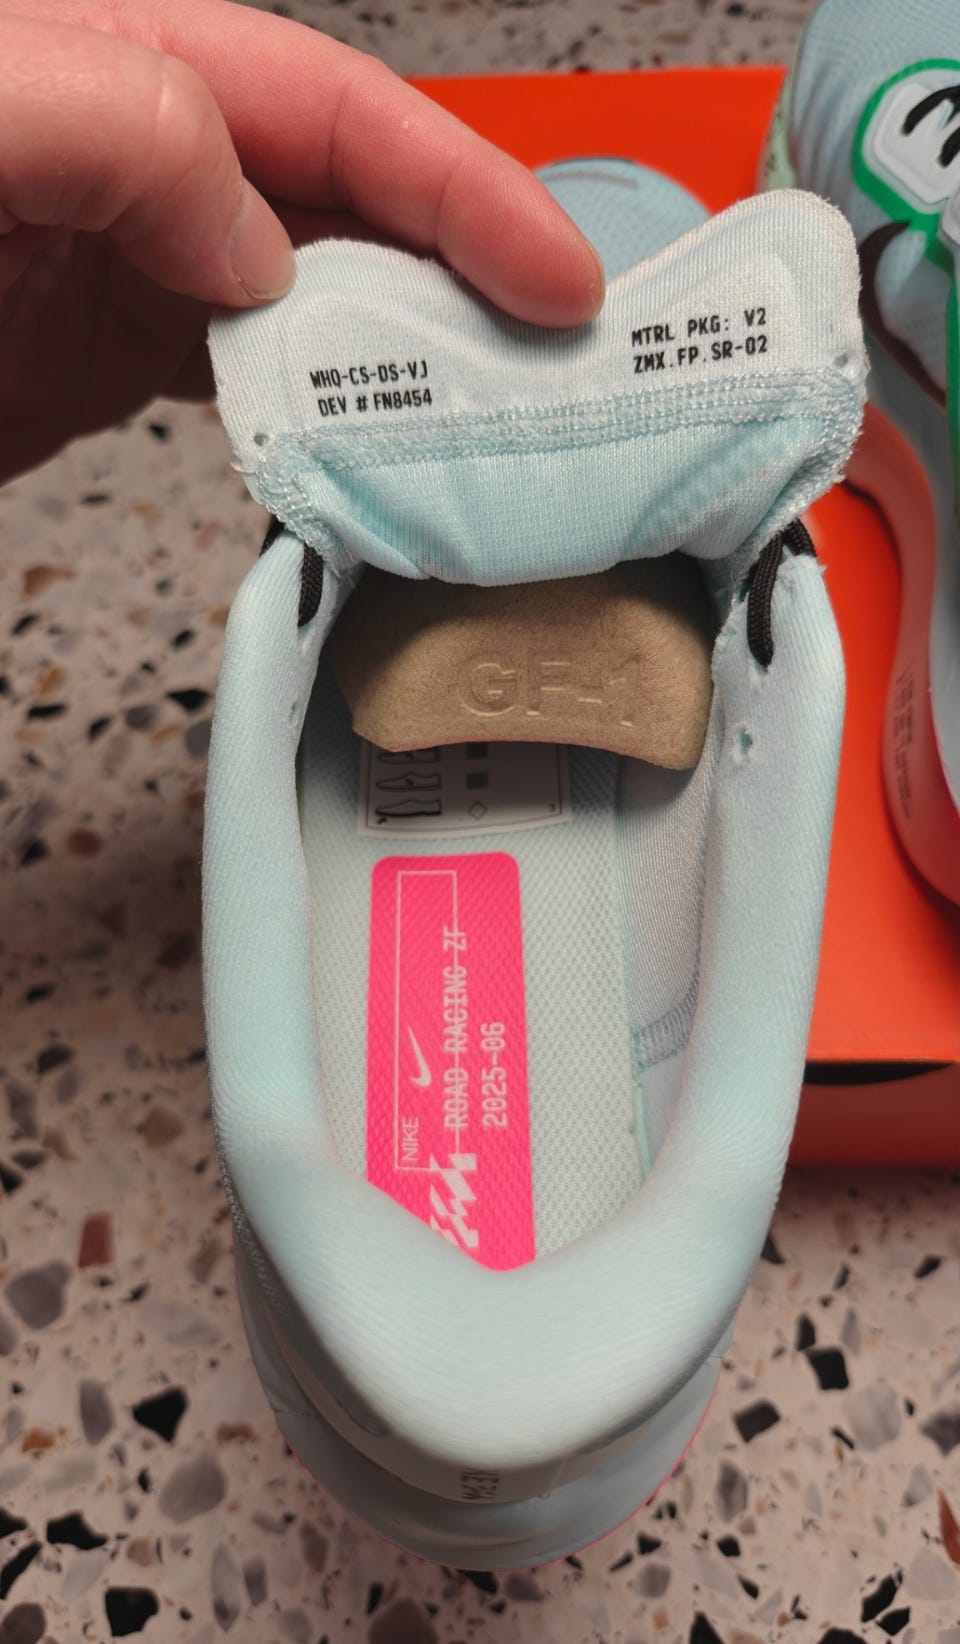 WHQ-CS-DS-VJ
DEV # FN8454
MTRL PKG: V2
ZMX.FP.SR-02
GF-1
NIKE
ROAD RACING ZF
2025-06